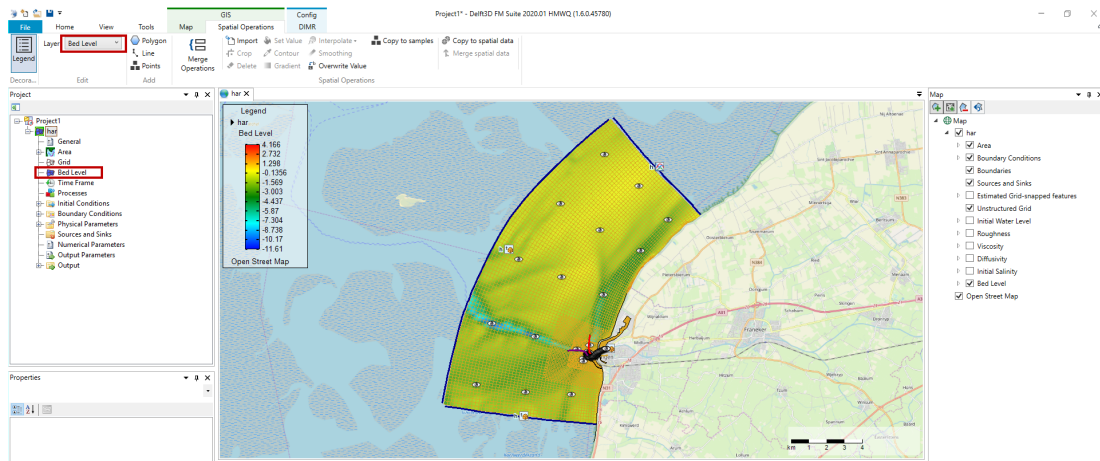 GIS
Config
Project1* - Delft3D FM Suite 2020.01 HMWQ (1.6.0.45780)
File
Home
View
Tools
Map
Spatial Operations
DIMR
Legend
Layer
Bed Level
Polygon
Line
Points
Merge
Operations
Import
Set Value
Interpolate
Copy to samples
Copy to spatial data
Crop
Contour
Smoothing
Merge spatial data
Delete
Gradient
Overwrite Value
Decora...
Edit
Add
Spatial Operations
Project
Project1
har
General
Area
Grid
Bed Level
Time Frame
Processes
Initial Conditions
Boundary Conditions
Physical Parameters
Sources and Sinks
Numerical Parameters
Output Parameters
Output
Properties
har
Legend
har
Bed Level
4.166
2.732
1.298
-0.1356
-1.569
-3.003
-4.437
-5.87
-7.304
-8.738
-10.17
-11.61
Open Street Map
Franeker
km 1 2 3 4
Map
Map
har
Area
Boundary Conditions
Boundaries
Sources and Sinks
Estimated Grid-snapped features
Unstructured Grid
Initial Water Level
Roughness
Viscosity
Diffusivity
Initial Salinity
Bed Level
Open Street Map